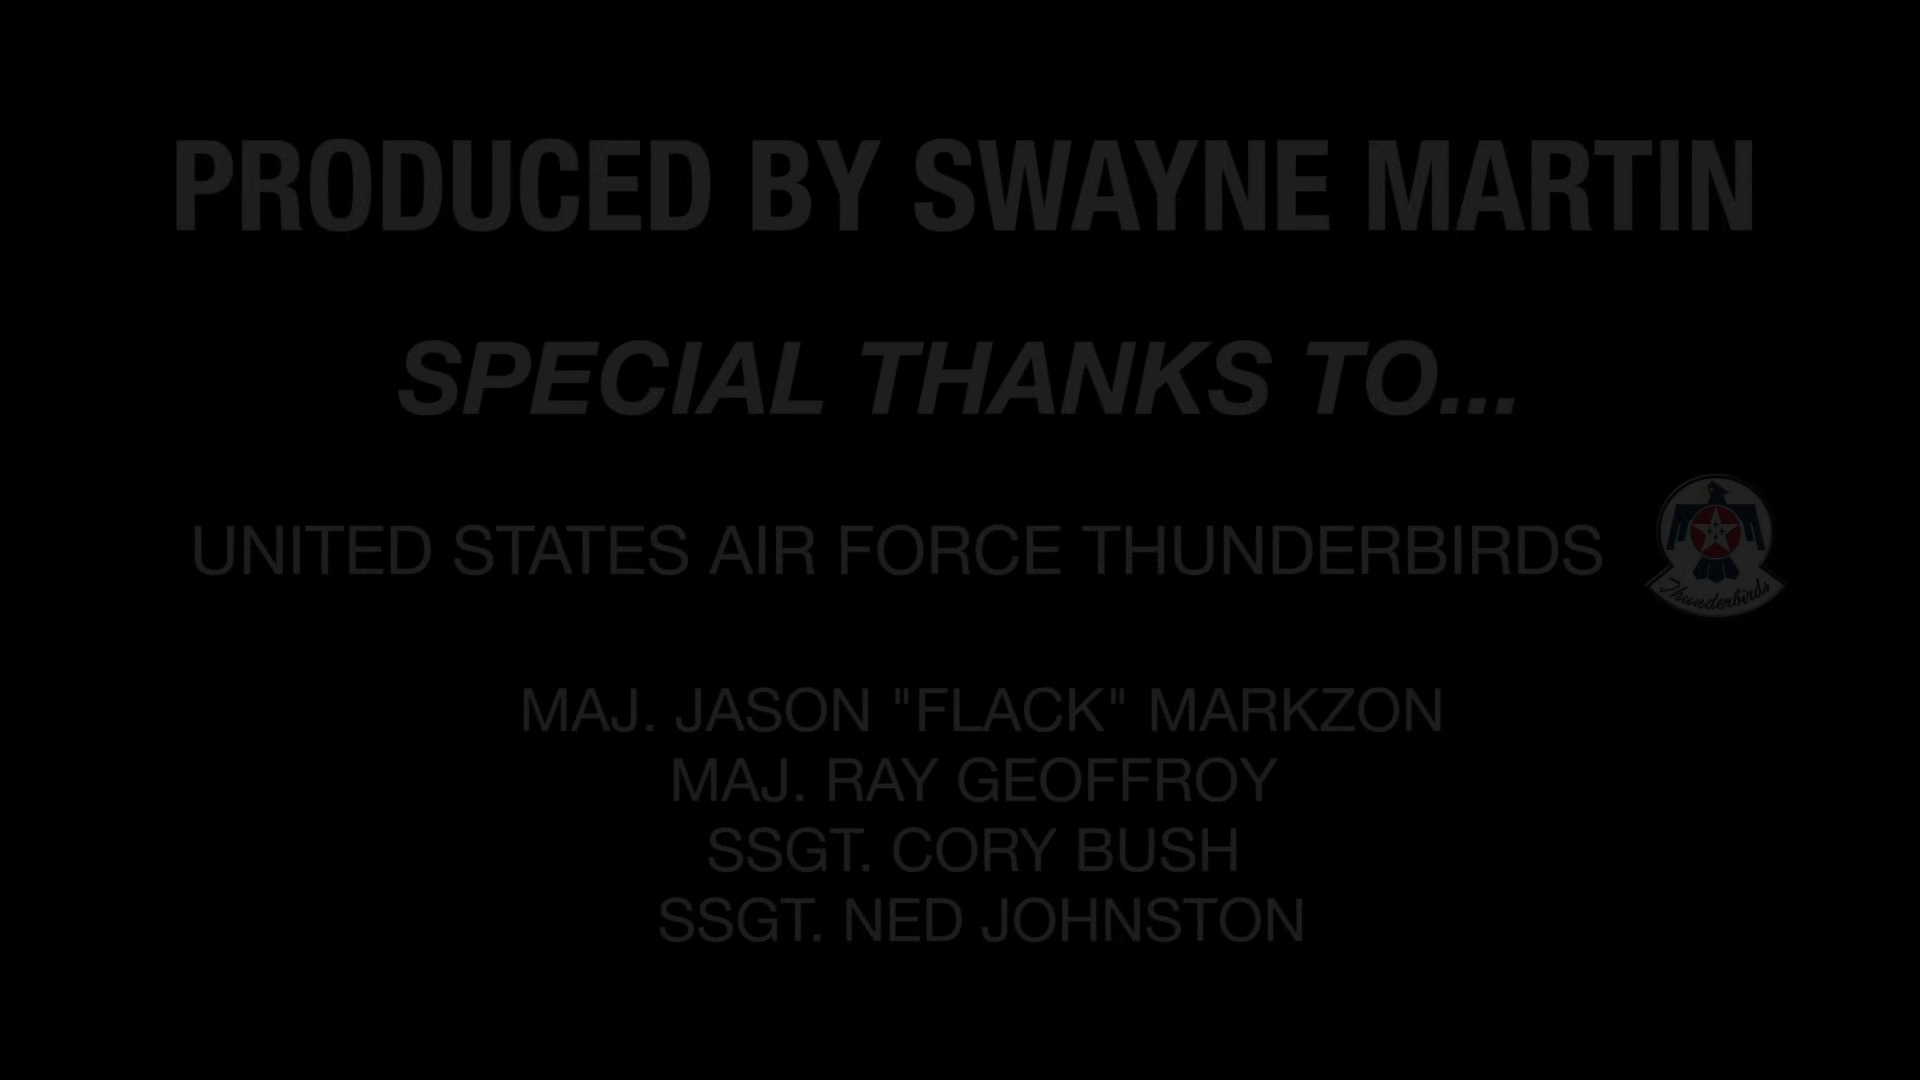 PRODUCED BY SWAYNE MARTIN
SPECIAL THANKS TO...
UNITED STATES AIR FORCE THUNDERBIRDS
Thunderbirds
MAJ. JASON "FLACK" MARKZON
MAJ. RAY GEOFFROY
SSGT. CORY BUSH
SSGT. NED JOHNSTON